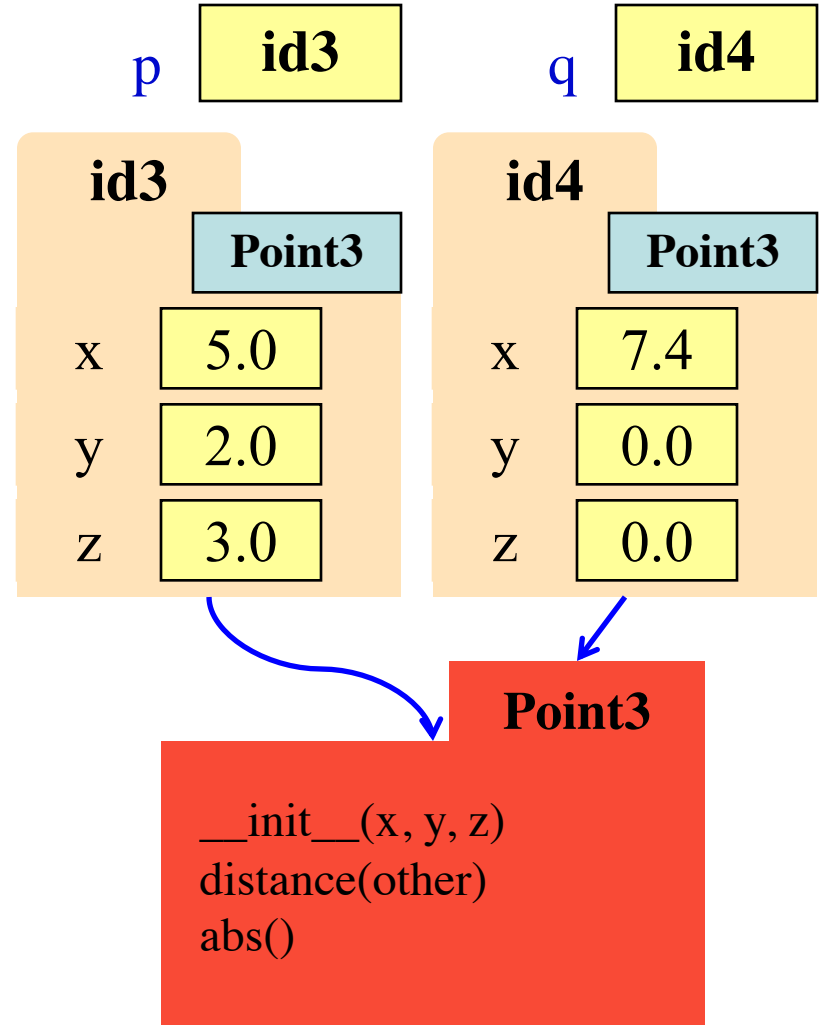 p id3
q id4
id3
Point3
x 5.0
y 2.0
z 3.0
id4
Point3
x 7.4
y 0.0
z 0.0
Point3
__init__(x, y, z)
distance(other)
abs()